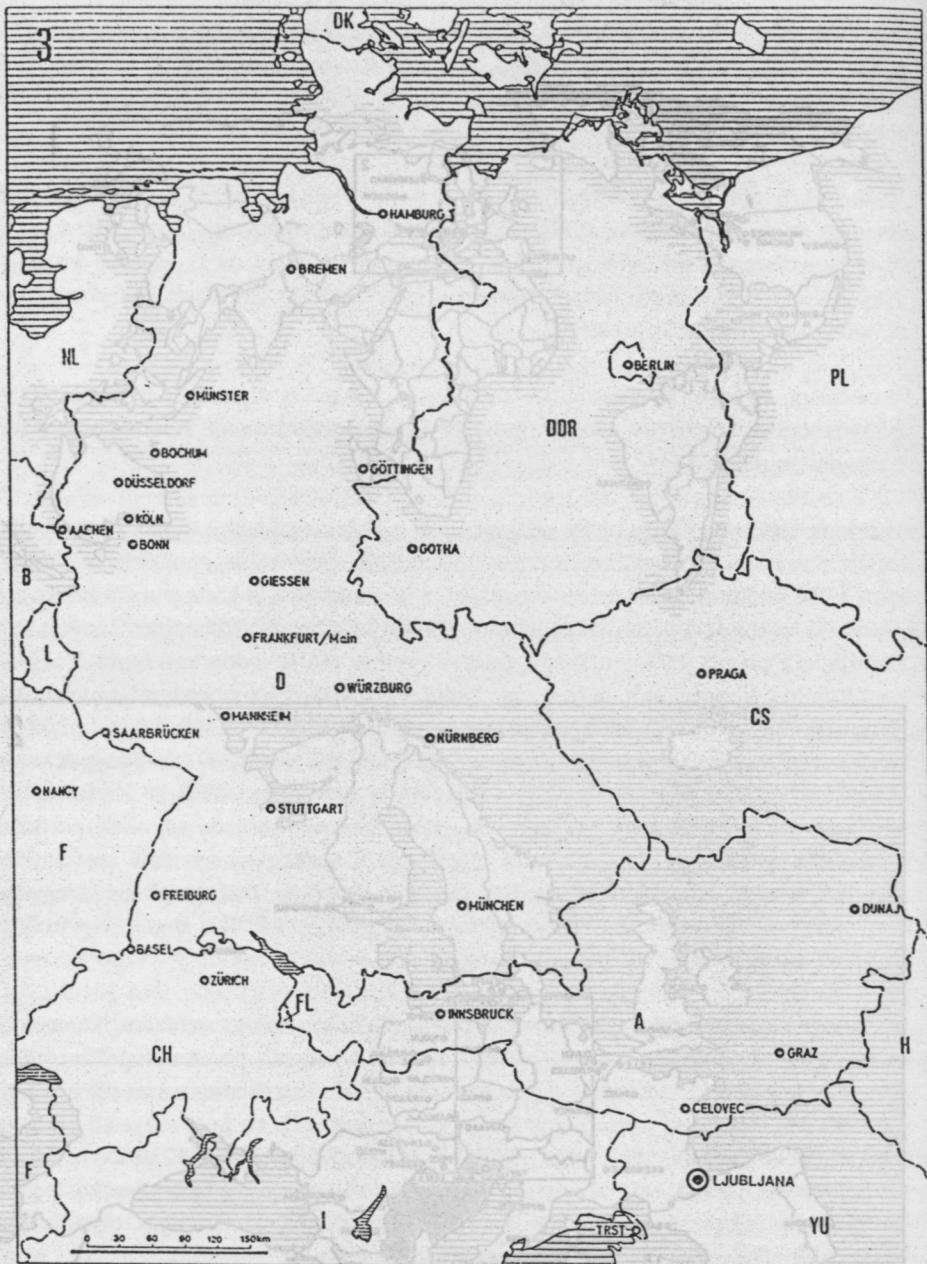 DK
3
HAMBURG
BREMEN
NL
BERLIN
PL
MÜNSTER
DDR
BOCHUM
GÖTTINGEN
DÜSSELDORF
KÖLN
AACHEN
BONN
GOTHA
B
GIESSEN
FRANKFURT/Main
L
PRAGA
D
WÜRZBURG
MANNHEIM
CS
SAARBRÜCKEN
NÜRNBERG
NANCY
STUTTGART
F
FREIBURG
MÜNCHEN
DUNAJ
BASEL
ZÜRICH
FL
INNSBRUCK
A
H
CH
GRAZ
CELOVEC
F
LJUBLJANA
I
TRST
YU
0 30 60 90 120 150km